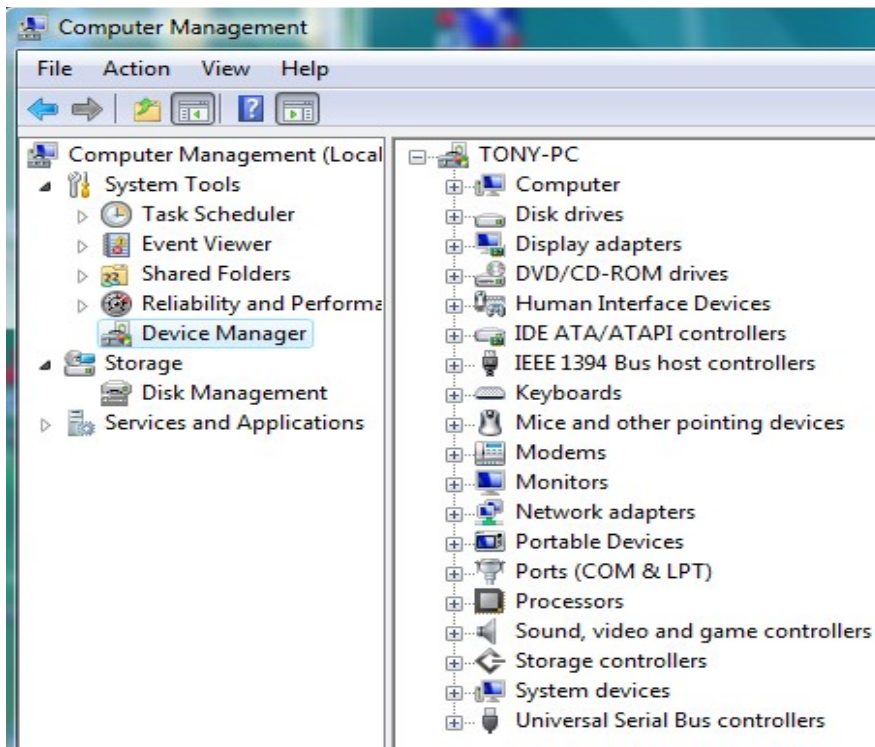 Computer Management
File Action View Help
Computer Management (Local
System Tools
Task Scheduler
Event Viewer
Shared Folders
Reliability and Performa
Device Manager
Storage
Disk Management
Services and Applications
TONY-PC
Computer
Disk drives
Display adapters
DVD/CD-ROM drives
Human Interface Devices
IDE ATA/ATAPI controllers
IEEE 1394 Bus host controllers
Keyboards
Mice and other pointing devices
Modems
Monitors
Network adapters
Portable Devices
Ports (COM & LPT)
Processors
Sound, video and game controllers
Storage controllers
System devices
Universal Serial Bus controllers